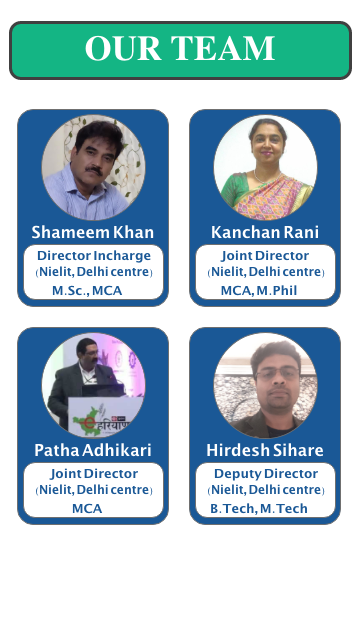 OUR TEAM
Shameem Khan
Director Incharge
(Nielit, Delhi centre)
M.Sc., MCA
Kanchan Rani
Joint Director
(Nielit, Delhi centre)
MCA, M.Phil
हरियाणा
Patha Adhikari
Joint Director
(Nielit, Delhi centre)
MCA
Hirdesh Sihare
Deputy Director
(Nielit, Delhi centre)
B.Tech, M.Tech